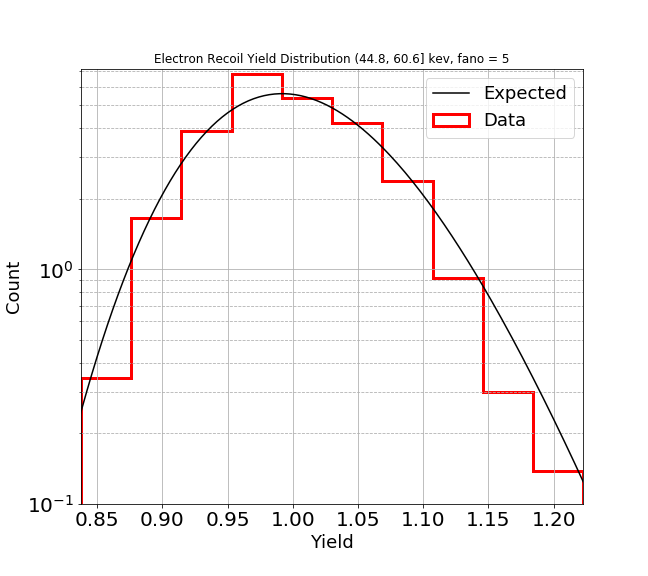 Electron Recoil Yield Distribution (44.8, 60.6] kev, fano = 5
Expected
Data
Count
10⁰
10⁻¹
0.85 0.90 0.95 1.00 1.05 1.10 1.15 1.20
Yield